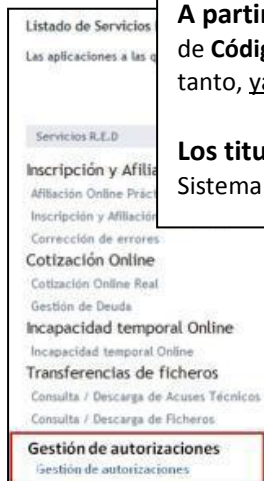 Listado de Servicios
Las aplicaciones a las q
A partir
de Códig
tanto, ya
Los titu
Sistema
Servicios R.E.D
Inscripción y Afilia
Afiliación Online Práct
Inscripción y Afiliación
Corrección de errores
Cotización Online
Cotización Online Real
Gestión de Deuda
Incapacidad temporal Online
Incapacidad temporal Online
Transferencias de ficheros
Consulta / Descarga de Acuses Técnicos
Consulta / Descarga de Ficheros
Gestión de autorizaciones
Gestión de autorizaciones